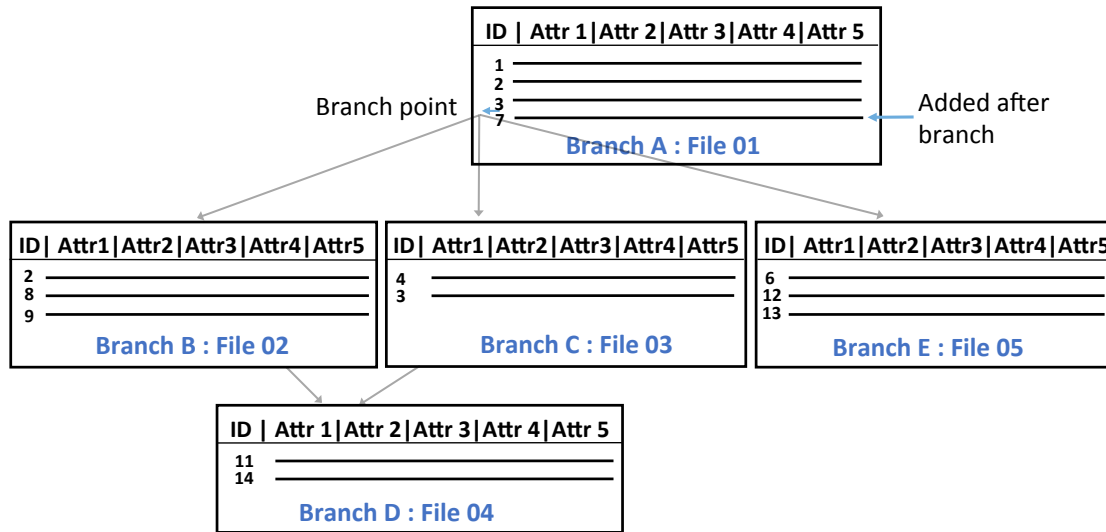 ID | Attr 1|Attr 2|Attr 3|Attr 4|Attr 5
1
2
3
7
Branch point
Added after
branch
Branch A : File 01
ID| Attr1|Attr2|Attr3|Attr4|Attr5
2
8
9
Branch B : File 02
ID| Attr1|Attr2|Attr3|Attr4|Attr5
4
3
Branch C : File 03
ID| Attr1|Attr2|Attr3|Attr4|Attr5
6
12
13
Branch E : File 05
ID | Attr 1|Attr 2|Attr 3|Attr 4|Attr 5
11
14
Branch D : File 04